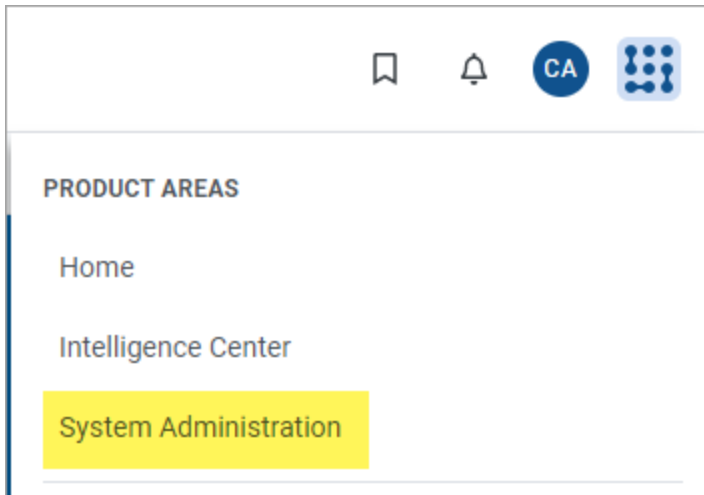 CA
PRODUCT AREAS
Home
Intelligence Center
System Administration